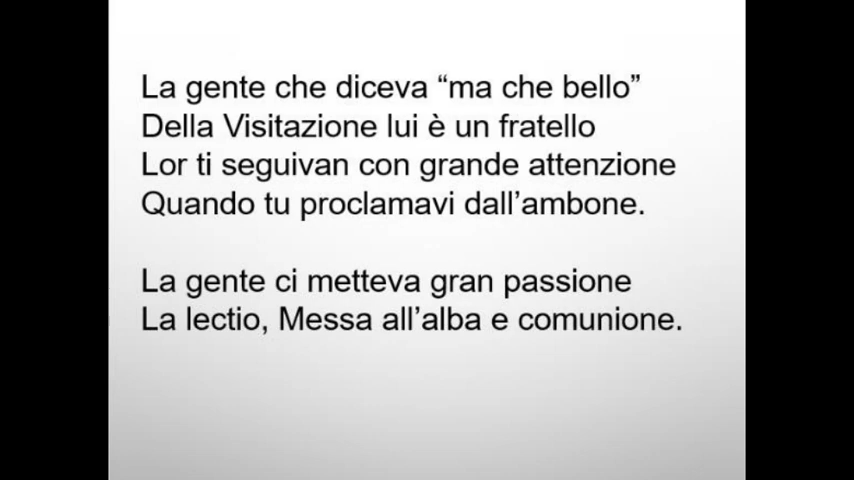 La gente che diceva “ma che bello”
Della Visitazione lui è un fratello
Lor ti seguivan con grande attenzione
Quando tu proclamavi dall’ambone.
La gente ci metteva gran passione
La lectio, Messa all’alba e comunione.